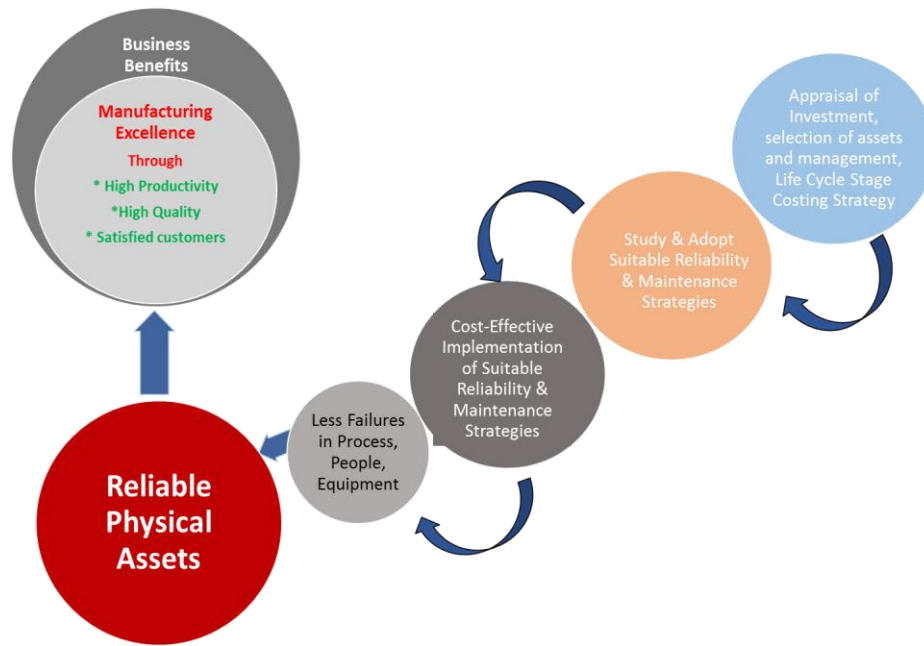 Business
Benefits
Manufacturing
Excellence
Through
* High Productivity
*High Quality
* Satisfied customers
Appraisal of
Investment,
selection of assets
and management,
Life Cycle Stage
Costing Strategy
Study & Adopt
Suitable Reliability
& Maintenance
Strategies
Cost-Effective
Implementation
of Suitable
Reliability &
Maintenance
Strategies
Less Failures
in Process,
People,
Equipment
Reliable
Physical
Assets